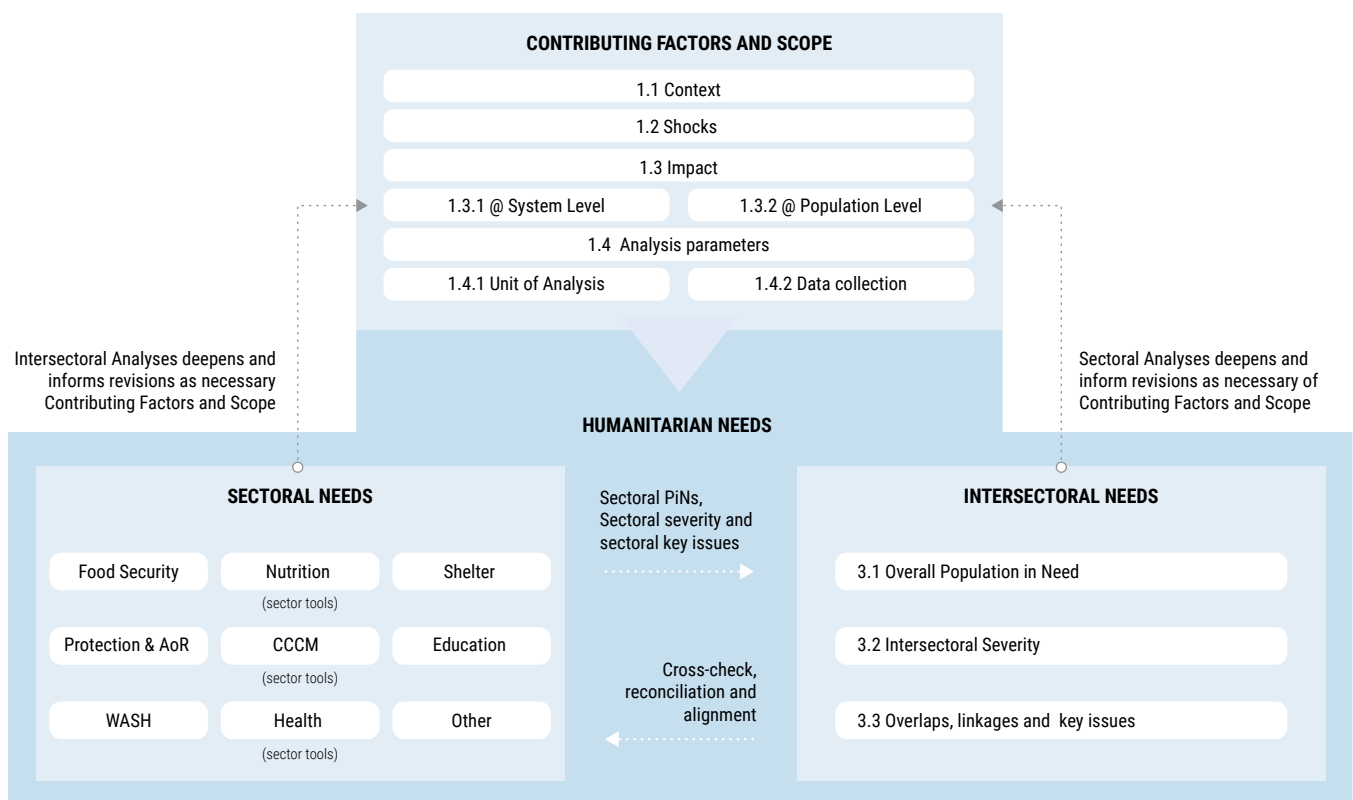 CONTRIBUTING FACTORS AND SCOPE
1.1 Context
1.2 Shocks
1.3 Impact
1.3.1 @ System Level
1.3.2 @ Population Level
1.4 Analysis parameters
1.4.1 Unit of Analysis
1.4.2 Data collection
Intersectoral Analyses deepens and
informs revisions as necessary
Contributing Factors and Scope
Sectoral Analyses deepens and
inform revisions as necessary of
Contributing Factors and Scope
HUMANITARIAN NEEDS
SECTORAL NEEDS
Food Security
Nutrition
Shelter
(sector tools)
Protection & AoR
CCCM
Education
(sector tools)
WASH
Health
Other
(sector tools)
Sectoral PiNs,
Sectoral severity and
sectoral key issues
Cross-check,
reconciliation and
alignment
INTERSECTORAL NEEDS
3.1 Overall Population in Need
3.2 Intersectoral Severity
3.3 Overlaps, linkages and key issues